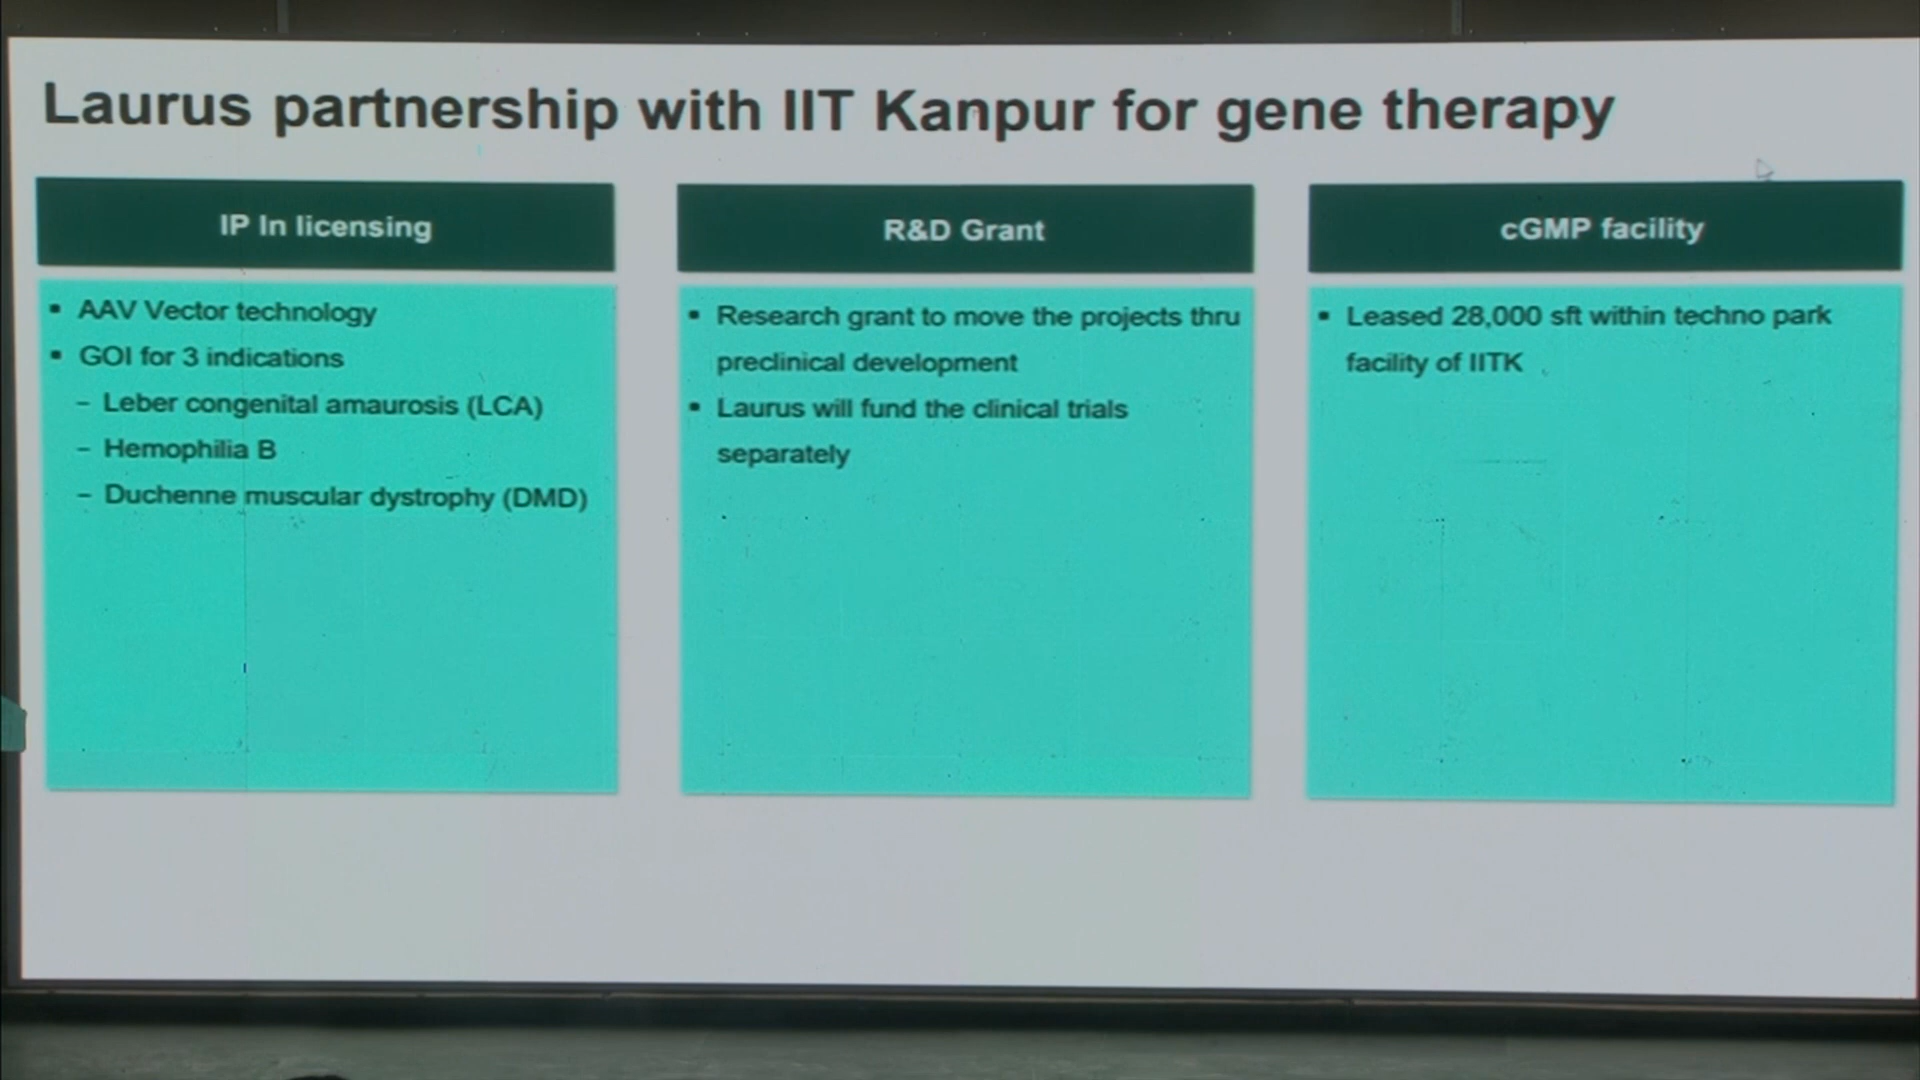 Laurus partnership with IIT Kanpur for gene therapy
IP In licensing
▪ AAV Vector technology
▪ GOI for 3 indications
– Leber congenital amaurosis (LCA)
– Hemophilia B
– Duchenne muscular dystrophy (DMD)
R&D Grant
▪ Research grant to move the projects thru
preclinical development
▪ Laurus will fund the clinical trials
separately
cGMP facility
▪ Leased 28,000 sft within techno park
facility of IITK